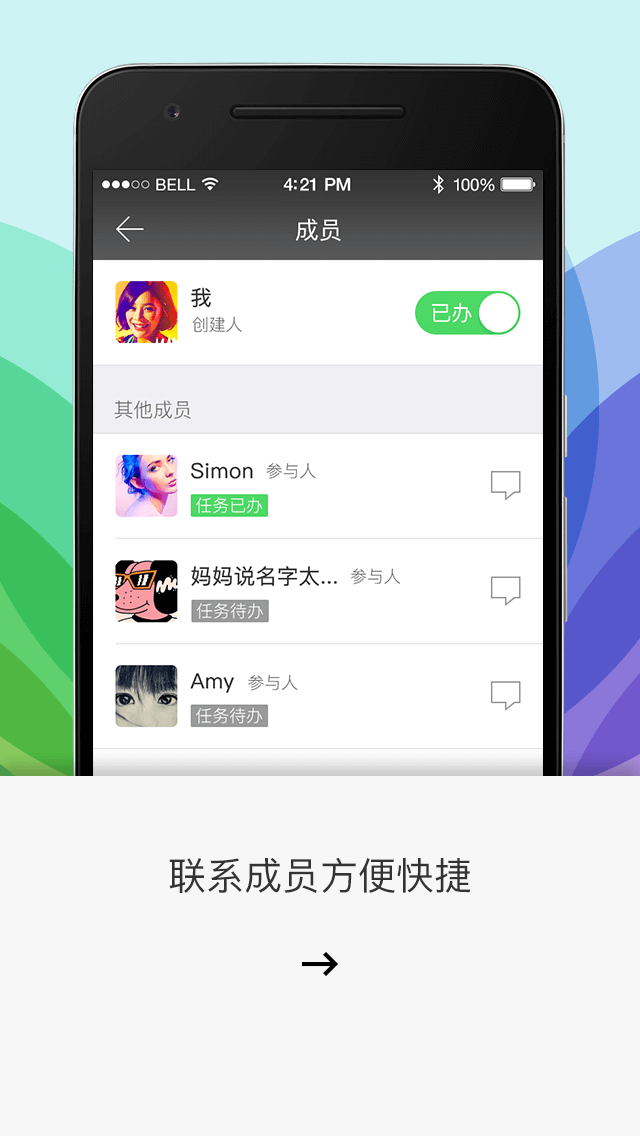 BELL 4:21 PM 100%
成员
我
创建人
已办
其他成员
Simon 参与人
任务已办
妈妈说名字太... 参与人
任务待办
Amy 参与人
任务待办
联系成员方便快捷